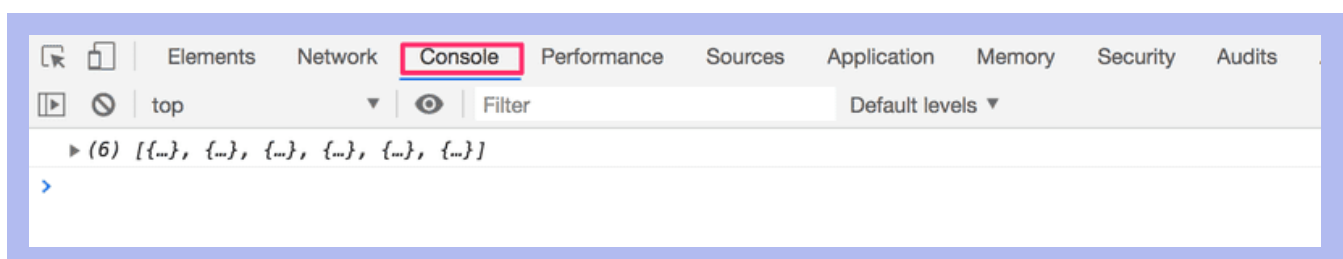 Elements Network Console Performance Sources Application Memory Security Audits
top Filter Default levels
(6) [{…}, {…}, {…}, {…}, {…}, {…}]